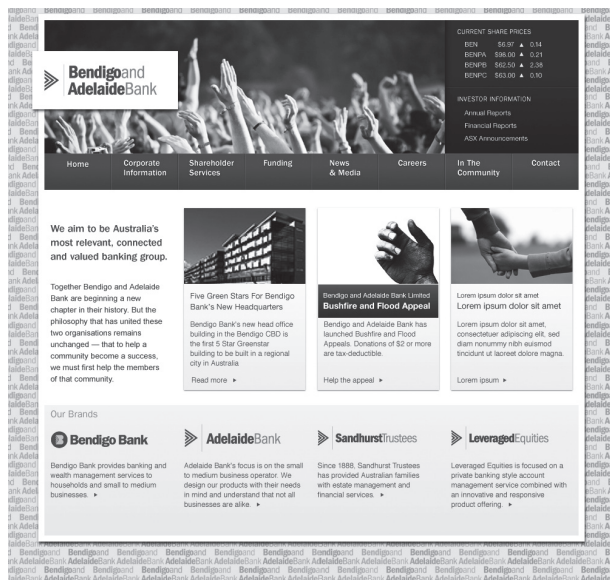 CURRENT SHARE PRICES
BEN $6.97 ▲ 0.14
BENPA $98.00 ▲ 0.21
BENPB $62.50 ▲ 2.38
BENPC $63.00 ▲ 0.10
INVESTOR INFORMATION
Annual Reports
Financial Reports
ASX Announcements
Bendigoand
AdelaideBank
Home
Corporate
Information
Shareholder
Services
Funding
News
& Media
Careers
In The
Community
Contact
We aim to be Australia's
most relevant, connected
and valued banking group.
Together Bendigo and Adelaide
Bank are beginning a new
chapter in their history. But the
philosophy that has united these
two organisations remains
unchanged — that to help a
community become a success,
we must first help the members
of that community.
Five Green Stars For Bendigo
Bank's New Headquarters
Bendigo Bank's new head office
building in the Bendigo CBD is
the first 5 Star Greenstar
building to be built in a regional
city in Australia
Read more ▸
Bendigo and Adelaide Bank Limited
Bushfire and Flood Appeal
Bendigo and Adelaide Bank has
launched Bushfire and Flood
Appeals. Donations of $2 or more
are tax-deductible.
Help the appeal ▸
Lorem ipsum dolor sit amet
Lorem ipsum dolor sit amet
Lorem ipsum dolor sit amet,
consectetuer adipiscing elit, sed
diam nonummy nibh euismod
tincidunt ut laoreet dolore magna.
Lorem ipsum ▸
Our Brands
Bendigo Bank
Bendigo Bank provides banking and
wealth management services to
households and small to medium
businesses. ▸
AdelaideBank
Adelaide Bank's focus is on the small
to medium business operator. We
design our products with their needs
in mind and understand that not all
businesses are alike. ▸
SandhurstTrustees
Since 1888, Sandhurst Trustees
has provided Australian families
with estate management and
financial services. ▸
LeveragedEquities
Leveraged Equities is focused on a
private banking style account
management service combined with
an innovative and responsive
product offering. ▸